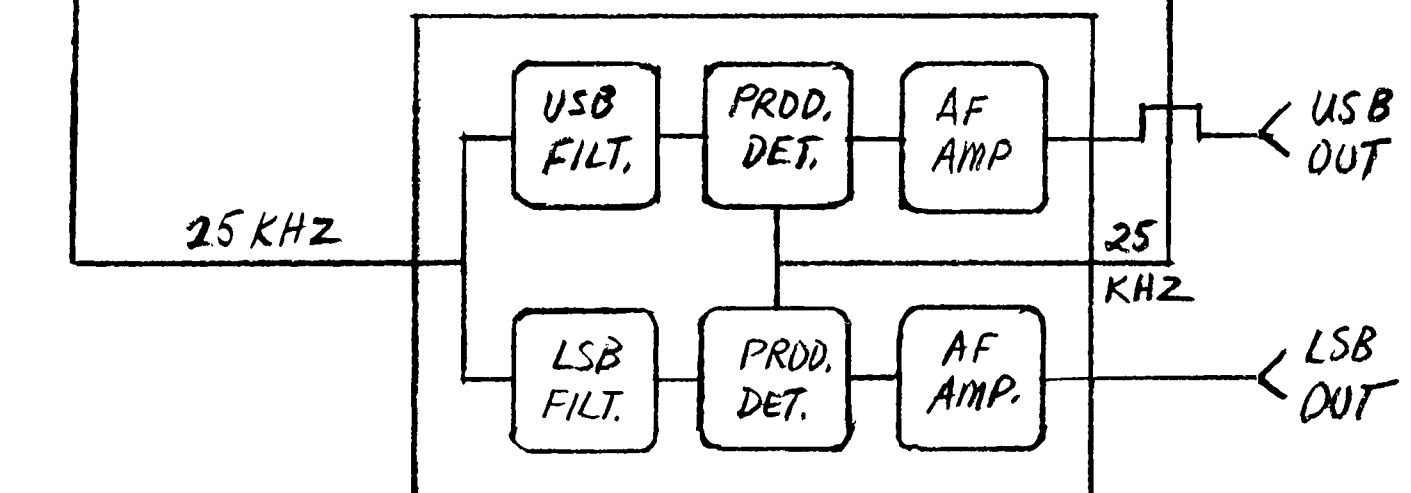 USB
FILT.
PROD.
DET.
AF
AMP
USB
OUT
25 KHZ
25
KHZ
LSB
FILT.
PROD.
DET.
AF
AMP.
LSB
OUT